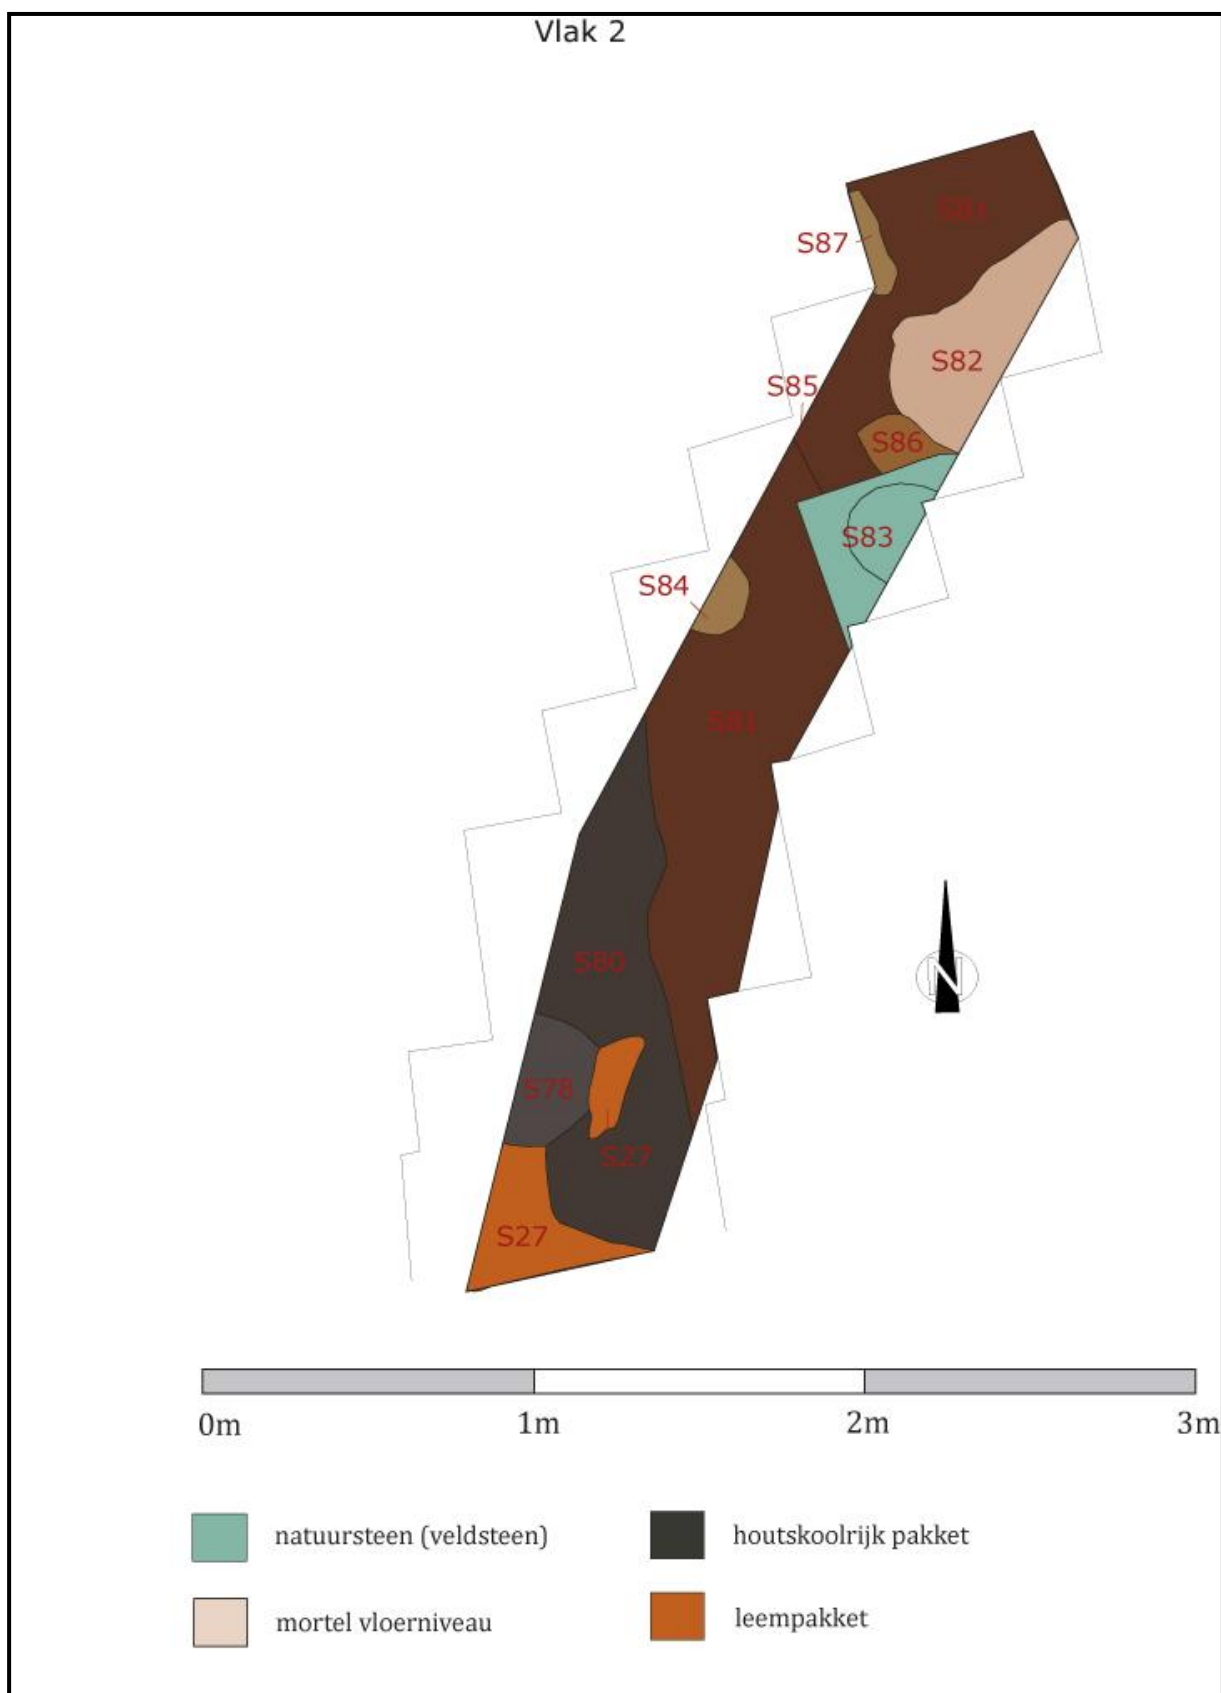 Vlak 2
S81
S87
S82
S85
S86
S83
S84
S81
S80
N
S78
S27
S27
0m 1m 2m 3m
natuursteen (veldsteen) houtskoolrijk pakket
mortel vloerniveau leempakket